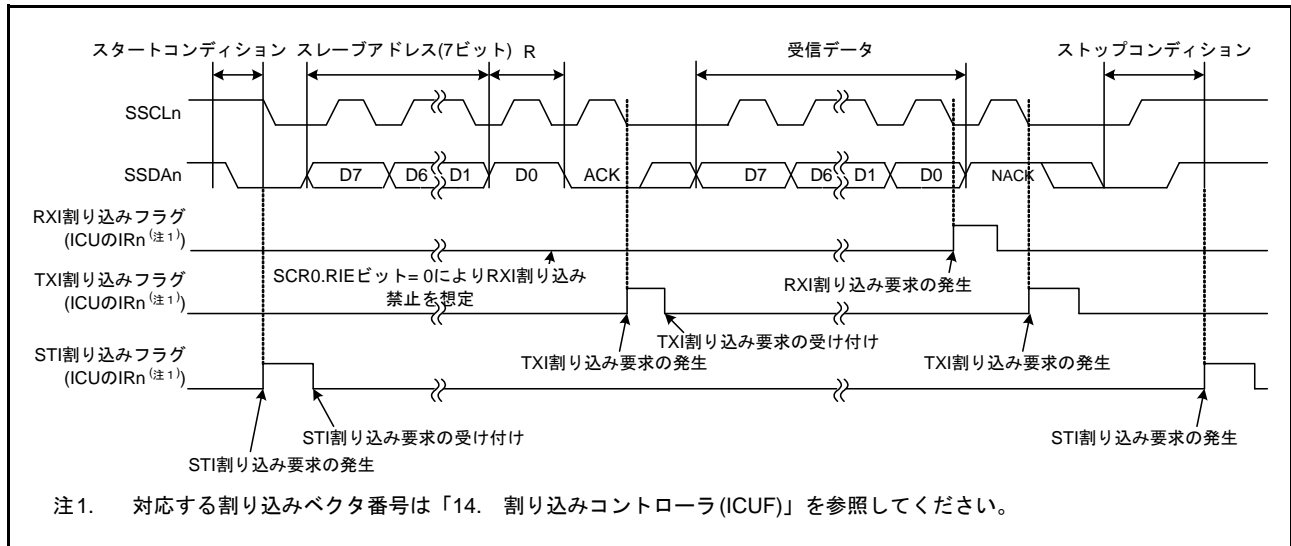 スタートコンディション スレーブアドレス(7ビット) R 受信データ ストップコンディション
SSCLn
SSDAn
D7 D6 D1 D0 ACK D7 D6 D1 D0 NACK
RXI割り込みフラグ
(ICUのIRn(注1))
SCR0.RIEビット= 0によりRXI割り込み
禁止を想定
RXI割り込み要求の発生
TXI割り込みフラグ
(ICUのIRn(注1))
TXI割り込み要求の受け付け
TXI割り込み要求の発生
TXI割り込み要求の発生
STI割り込みフラグ
(ICUのIRn(注1))
STI割り込み要求の受け付け
STI割り込み要求の発生
STI割り込み要求の発生
注1. 対応する割り込みベクタ番号は「14. 割り込みコントローラ(ICUF)」を参照してください。